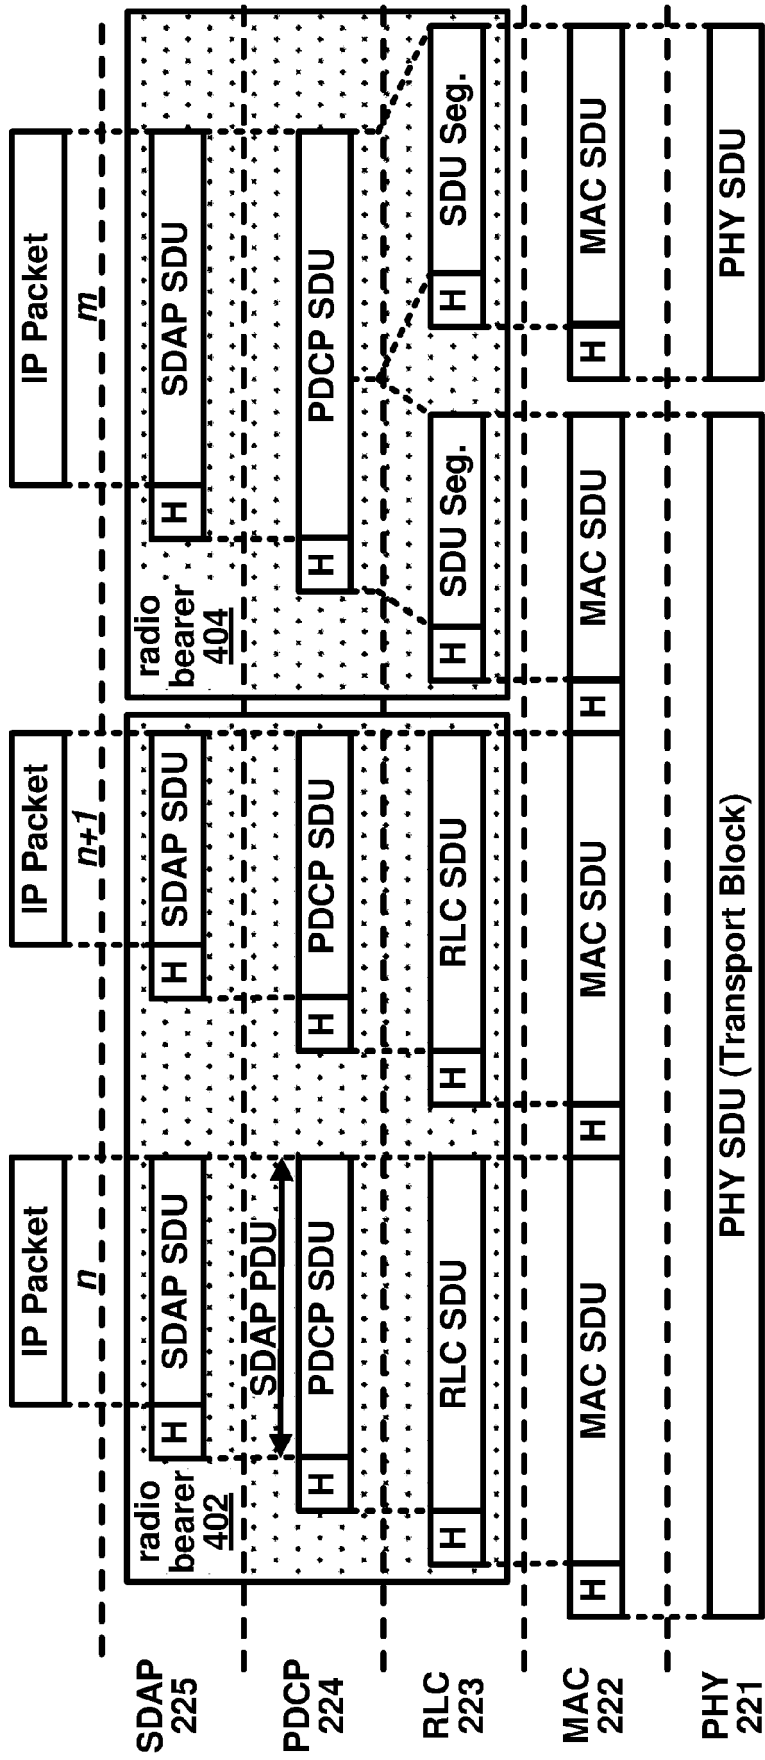 IP Packet
IP Packet
IP Packet
n
n+1
m
SDAP
225
radio
bearer
402
H
SDAP SDU
H
SDAP SDU
radio
bearer
404
H
SDAP SDU
SDAP PDU
PDCP
224
H
PDCP SDU
H
PDCP SDU
H
PDCP SDU
RLC
223
H
RLC SDU
H
RLC SDU
H
SDU Seg.
H
SDU Seg.
MAC
222
H
MAC SDU
H
MAC SDU
H
MAC SDU
H
MAC SDU
PHY
221
PHY SDU (Transport Block)
PHY SDU